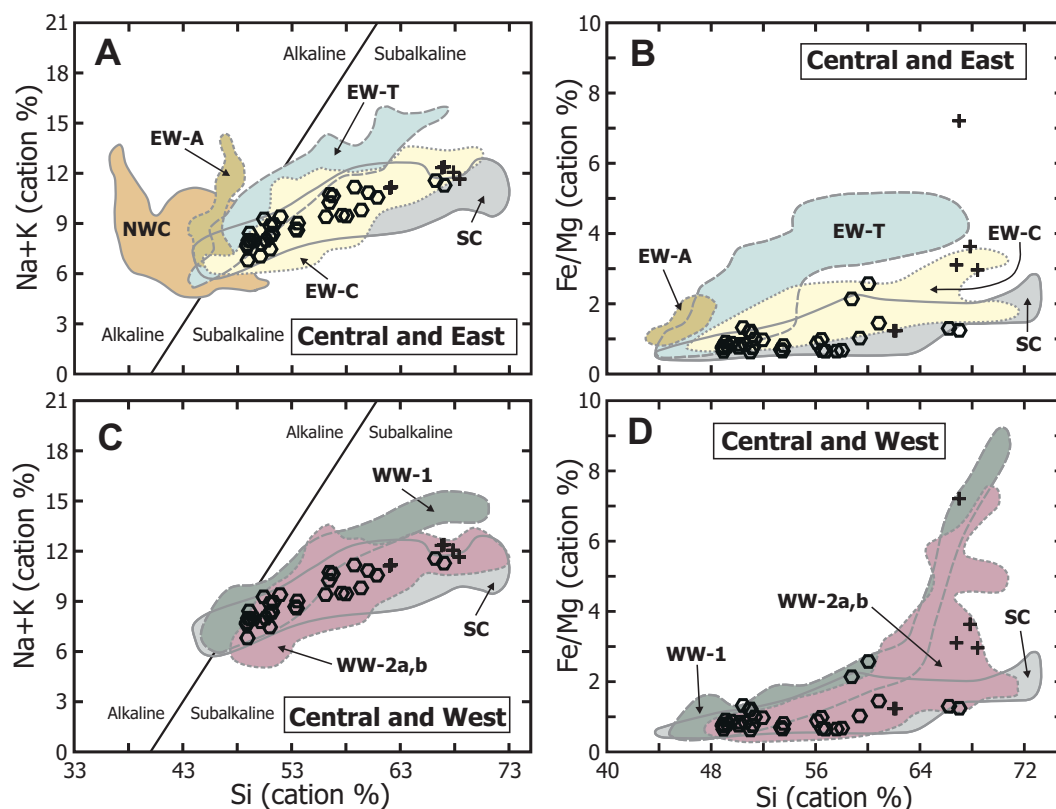 A
Alkaline
Subalkaline
EW-T
EW-A
NWC
SC
EW-C
Alkaline
Subalkaline
Central and East
Na+K (cation %)
21
18
15
12
9
6
3
0
B
Central and East
EW-T
EW-C
EW-A
SC
Fe/Mg (cation %)
10
8
6
4
2
0
C
Alkaline
Subalkaline
WW-1
SC
WW-2a,b
Alkaline
Subalkaline
Central and West
Na+K (cation %)
21
18
15
12
9
6
3
0
33
43
53
63
73
Si (cation %)
D
Central and West
WW-2a,b
SC
WW-1
Fe/Mg (cation %)
10
8
6
4
2
0
40
48
56
64
72
Si (cation %)